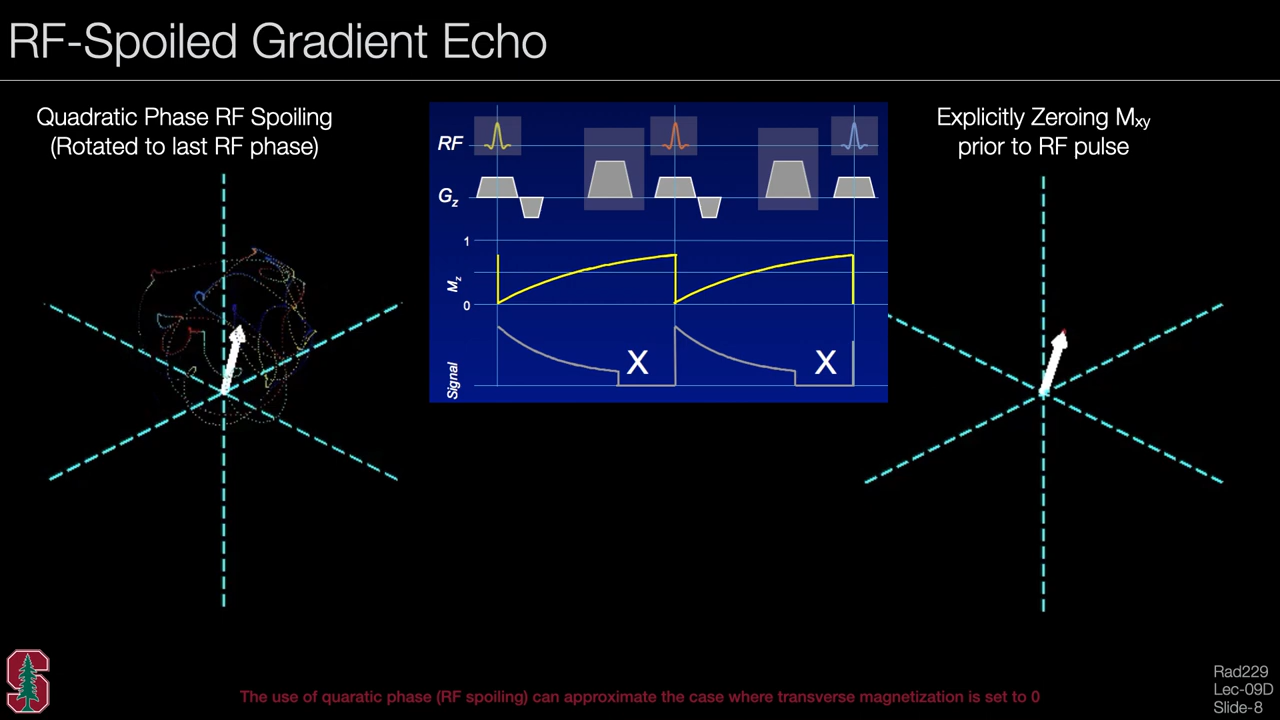 RF-Spoiled Gradient Echo
Quadratic Phase RF Spoiling
(Rotated to last RF phase)
RF
Gz
1
Mz
0
X
X
Signal
Explicitly Zeroing Mxy
prior to RF pulse
The use of quaratic phase (RF spoiling) can approximate the case where transverse magnetization is set to 0
Rad229
Lec-09D
Slide-8
S